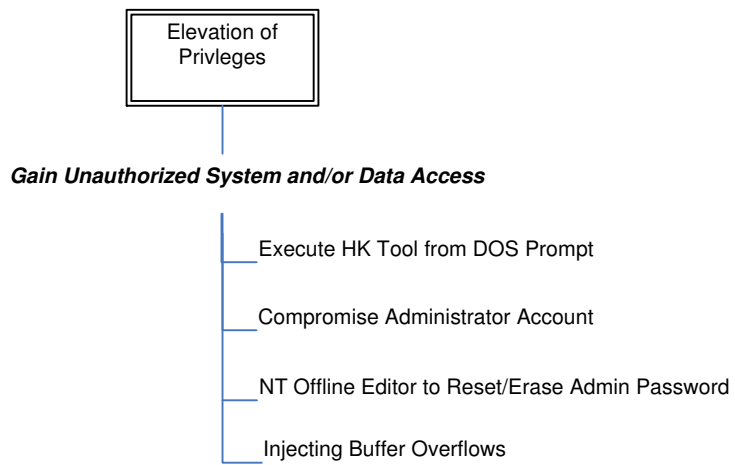 Elevation of
Privleges
Gain Unauthorized System and/or Data Access
Execute HK Tool from DOS Prompt
Compromise Administrator Account
NT Offline Editor to Reset/Erase Admin Password
Injecting Buffer Overflows